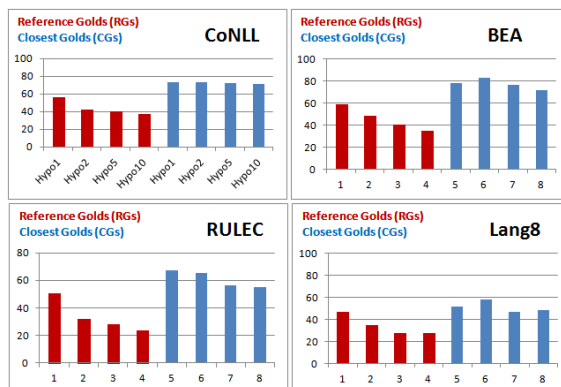 Reference Golds (RGs)
Closest Golds (CGs)
CoNLL
100
80
60
40
20
0
Hypo1 Hypo2 Hypo5 Hypo10 Hypo1 Hypo2 Hypo5 Hypo10
Reference Golds (RGs)
Closest Golds (CGs)
BEA
100
80
60
40
20
0
1 2 3 4 5 6 7 8
Reference Golds (RGs)
Closest Golds (CGs)
RULEC
80
60
40
20
0
1 2 3 4 5 6 7 8
Reference Golds (RGs)
Closest Golds (CGs)
Lang8
100
80
60
40
20
0
1 2 3 4 5 6 7 8